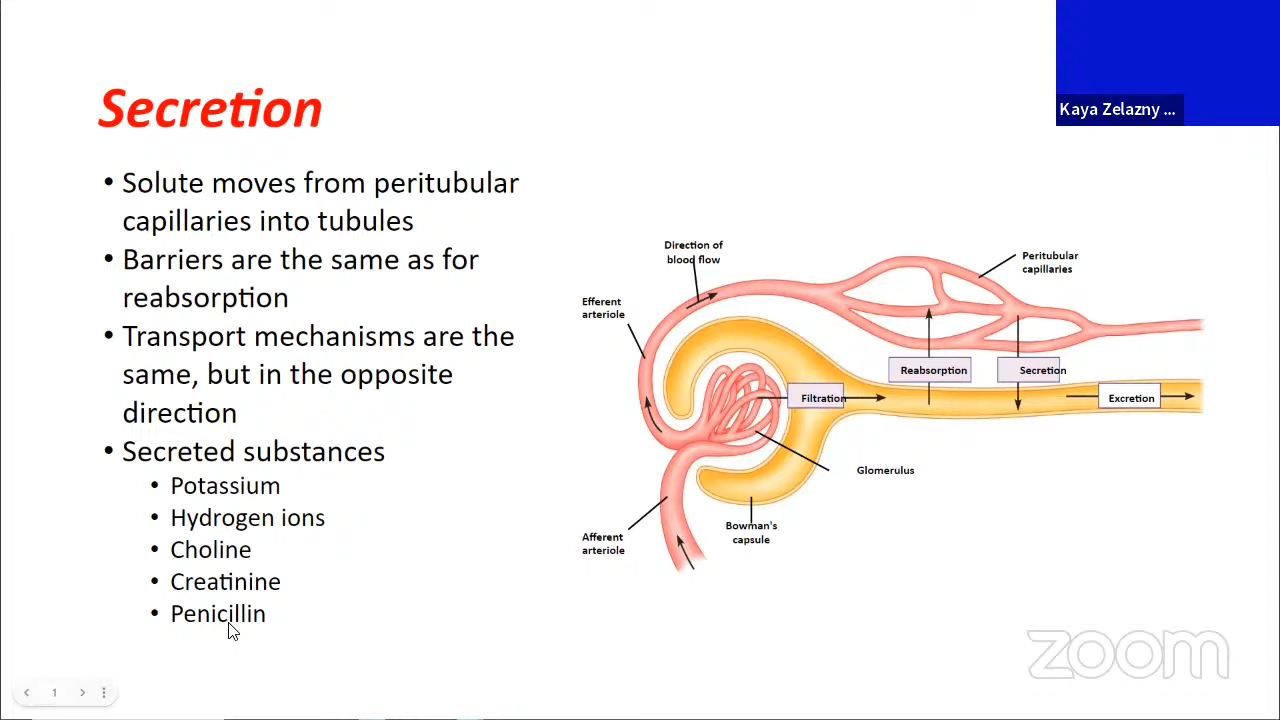 Kaya Zelazny ...
Secretion
• Solute moves from peritubular
capillaries into tubules
• Barriers are the same as for
reabsorption
• Transport mechanisms are the
same, but in the opposite
direction
• Secreted substances
• Potassium
• Hydrogen ions
• Choline
• Creatinine
• Penicillin
Direction of
blood flow
Peritubular
capillaries
Efferent
arteriole
Reabsorption
Secretion
Filtration
Excretion
Glomerulus
Bowman's
capsule
Afferent
arteriole
zoom
1